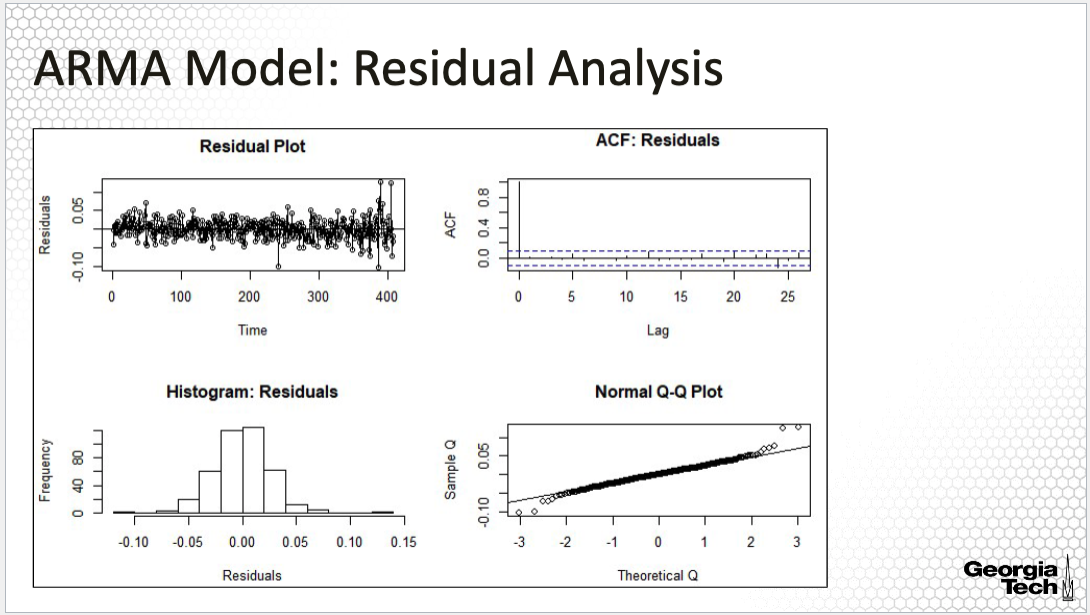 ARMA Model: Residual Analysis
Residual Plot
Residuals
0.05
-0.10
0 100 200 300 400
Time
ACF: Residuals
ACF
0.8
0.4
0.0
0 5 10 15 20 25
Lag
Histogram: Residuals
Frequency
80
40
0
-0.10 -0.05 0.00 0.05 0.10 0.15
Residuals
Normal Q-Q Plot
Sample Q
0.05
-0.10
-3 -2 -1 0 1 2 3
Theoretical Q
Georgia
Tech